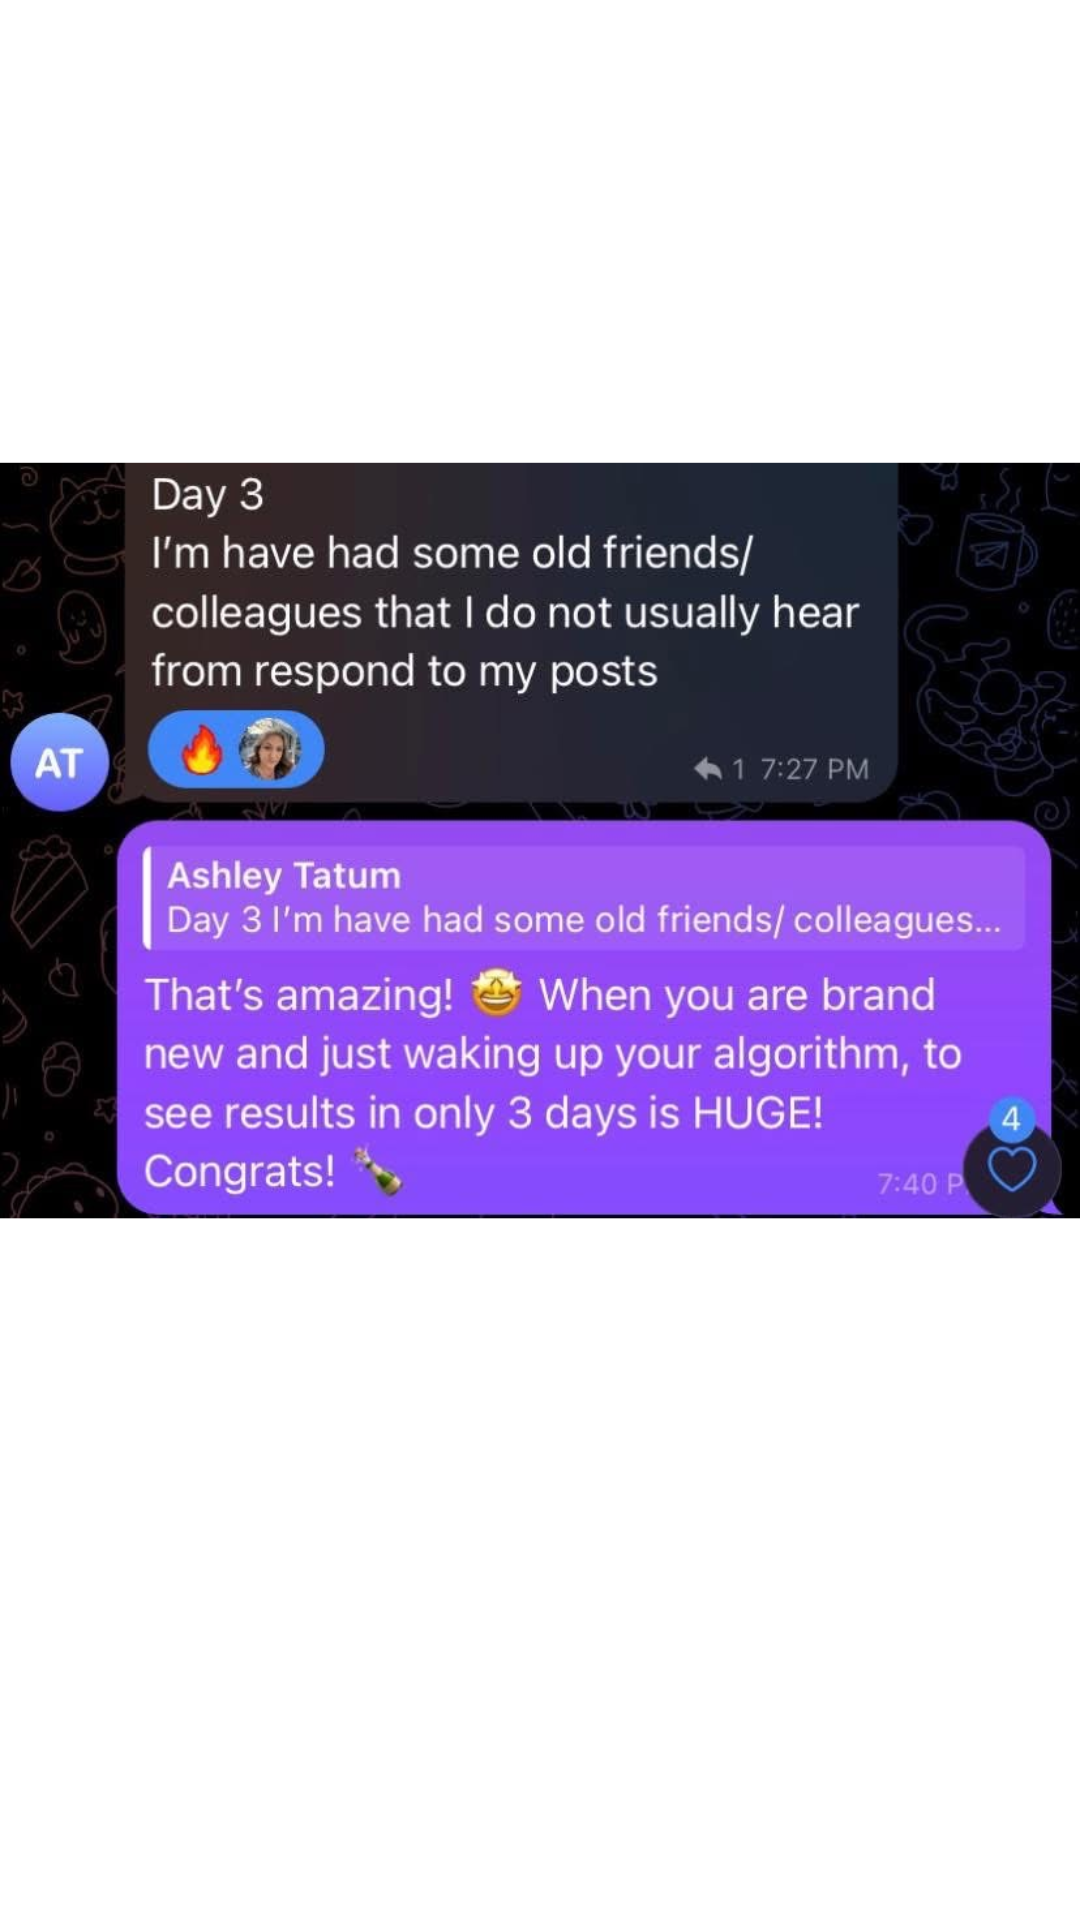 Day 3
I'm have had some old friends/
colleagues that I do not usually hear
from respond to my posts
AT
1 7:27 PM
Ashley Tatum
Day 3 I'm have had some old friends/ colleagues...
That's amazing! 🤩 When you are brand
new and just waking up your algorithm, to
see results in only 3 days is HUGE!
Congrats! 🍾
7:40 P
4